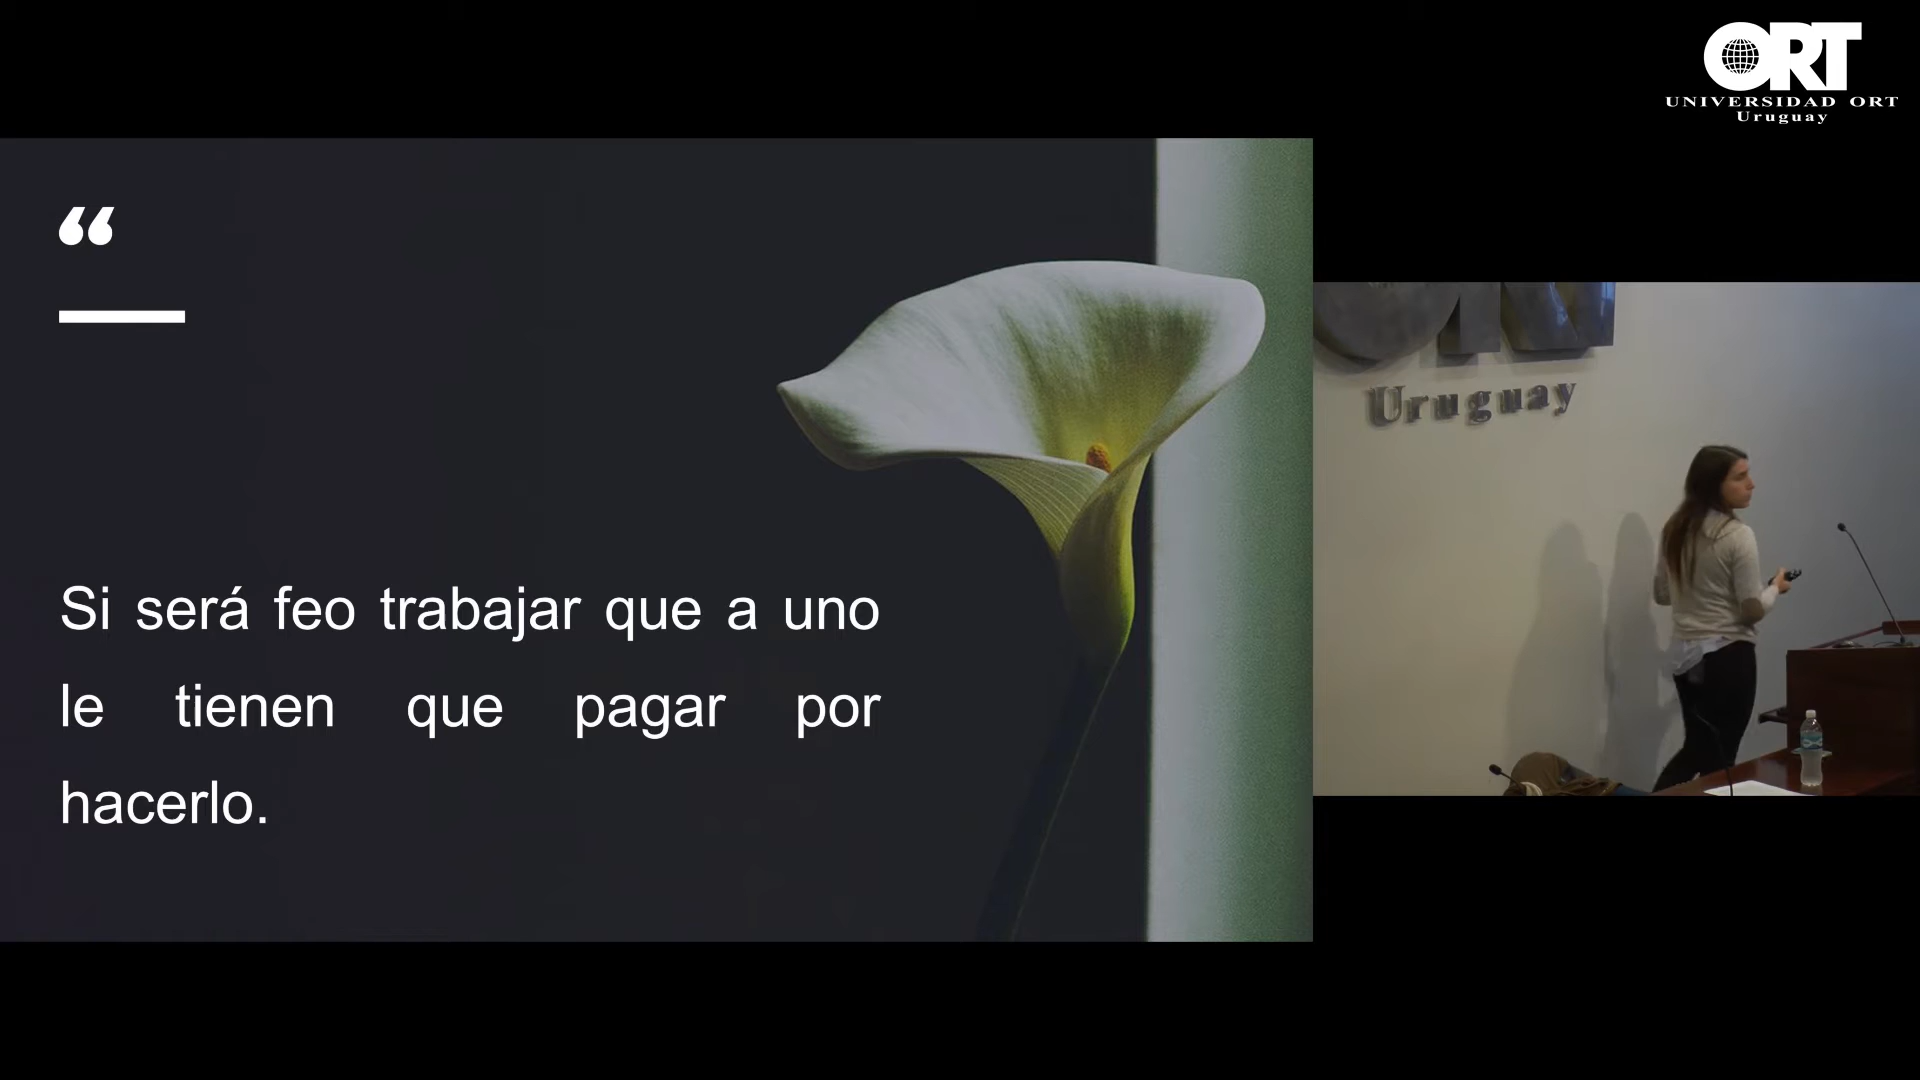 ORT
UNIVERSIDAD ORT
Uruguay
“
Si será feo trabajar que a uno
le tienen que pagar por
hacerlo.
Uruguay